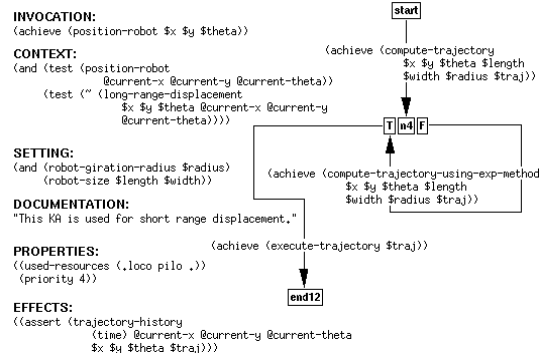 INVOCATION:
(achieve (position-robot $x $y $theta))
CONTEXT:
(and (test (position-robot
@current-x @current-y @current-theta))
(test (~ (long-range-displacement
$x $y $theta @current-x @current-y
@current-theta))))
SETTING:
(and (robot-giration-radius $radius)
(robot-size $length $width))
DOCUMENTATION:
"This KA is used for short range displacement."
PROPERTIES:
((used-resources (.loco pilo .))
(priority 4))
EFFECTS:
((assert (trajectory-history
(time) @current-x @current-y @current-theta
$x $y $theta $traj)))
start
(achieve (compute-trajectory
$x $y $theta $length
$width $radius $traj))
T n4 F
(achieve (compute-trajectory-using-exp-method
$x $y $theta $length
$width $radius $traj))
(achieve (execute-trajectory $traj))
end12